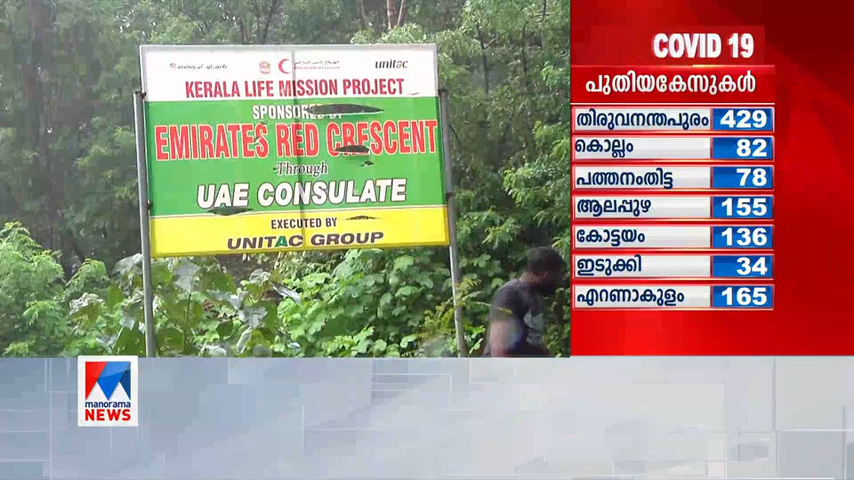 unitac
KERALA LIFE MISSION PROJECT
SPONSORED BY
EMIRATES RED CRESCENT
Through
UAE CONSULATE
EXECUTED BY
UNITAC GROUP
COVID 19
പുതിയകേസുകൾ
തിരുവനന്തപുരം 429
കൊല്ലം 82
പത്തനംതിട്ട 78
ആലപ്പുഴ 155
കോട്ടയം 136
ഇടുക്കി 34
എറണാകുളം 165
manorama
NEWS